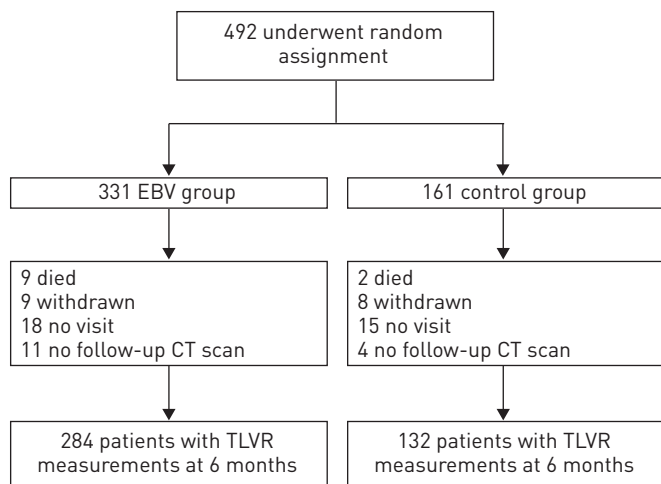 492 underwent random
assignment
331 EBV group
161 control group
9 died
9 withdrawn
18 no visit
11 no follow-up CT scan
2 died
8 withdrawn
15 no visit
4 no follow-up CT scan
284 patients with TLVR
measurements at 6 months
132 patients with TLVR
measurements at 6 months